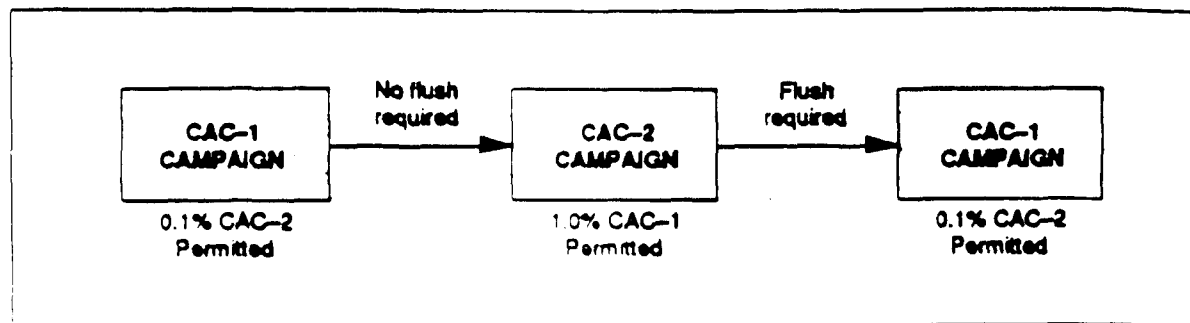 No flush
required
Flush
required
CAC-1
CAMPAIGN
CAC-2
CAMPAIGN
CAC-1
CAMPAIGN
0.1% CAC-2
Permitted
1.0% CAC-1
Permitted
0.1% CAC-2
Permitted